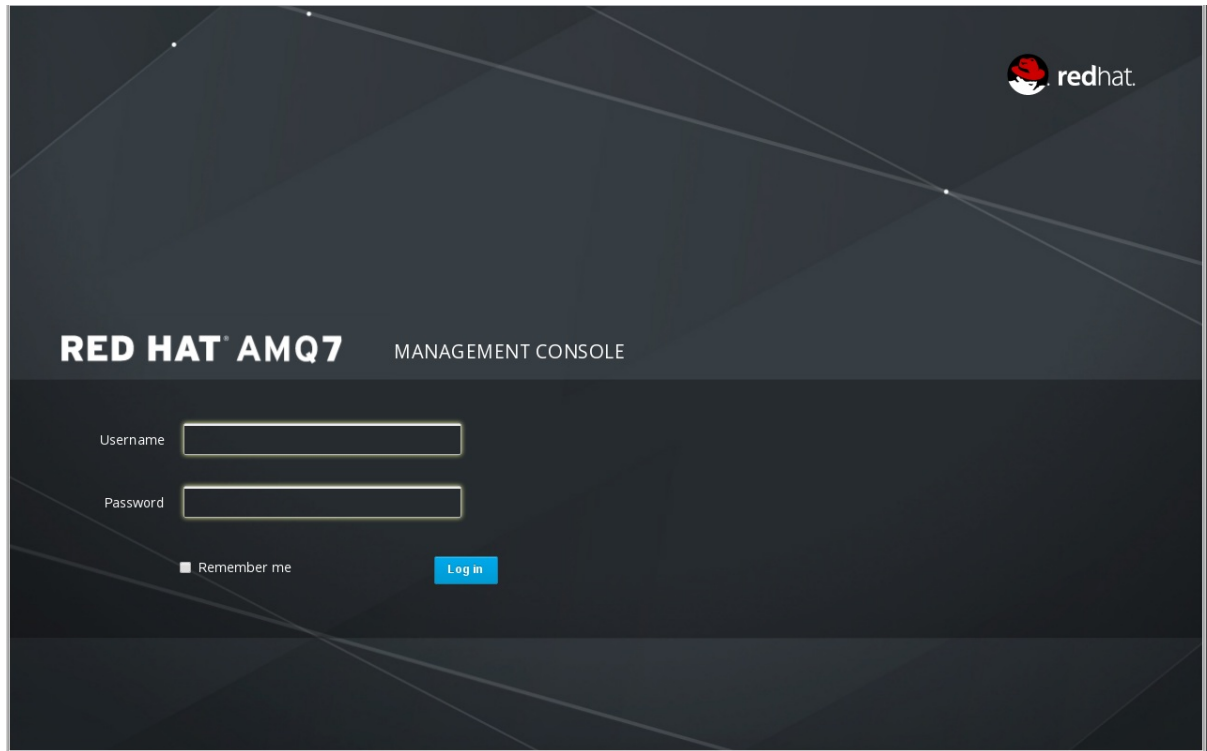 redhat.
RED HAT® AMQ7 MANAGEMENT CONSOLE
Username
Password
Remember me
Log in